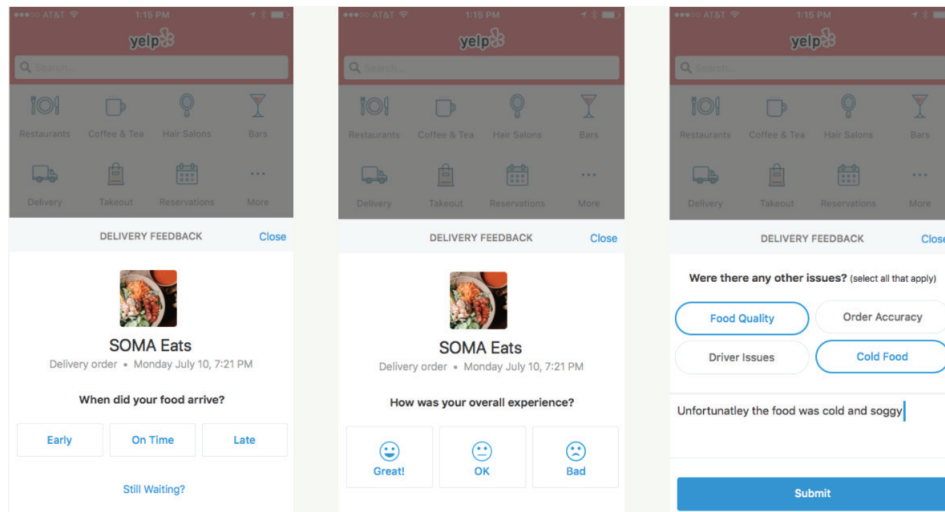 ●●●○○ AT&T 1:15 PM
yelp
Search...
Restaurants Coffee & Tea Hair Salons Bars
Delivery Takeout Reservations More
DELIVERY FEEDBACK Close
SOMA Eats
Delivery order • Monday July 10, 7:21 PM
When did your food arrive?
Early On Time Late
Still Waiting?
●●●○○ AT&T 1:15 PM
yelp
Search...
Restaurants Coffee & Tea Hair Salons Bars
Delivery Takeout Reservations More
DELIVERY FEEDBACK Close
SOMA Eats
Delivery order • Monday July 10, 7:21 PM
How was your overall experience?
Great! OK Bad
●●●○○ AT&T 1:15 PM
yelp
Search...
Restaurants Coffee & Tea Hair Salons Bars
Delivery Takeout Reservations More
DELIVERY FEEDBACK Close
Were there any other issues? (select all that apply)
Food Quality Order Accuracy
Driver Issues Cold Food
Unfortunatley the food was cold and soggy
Submit